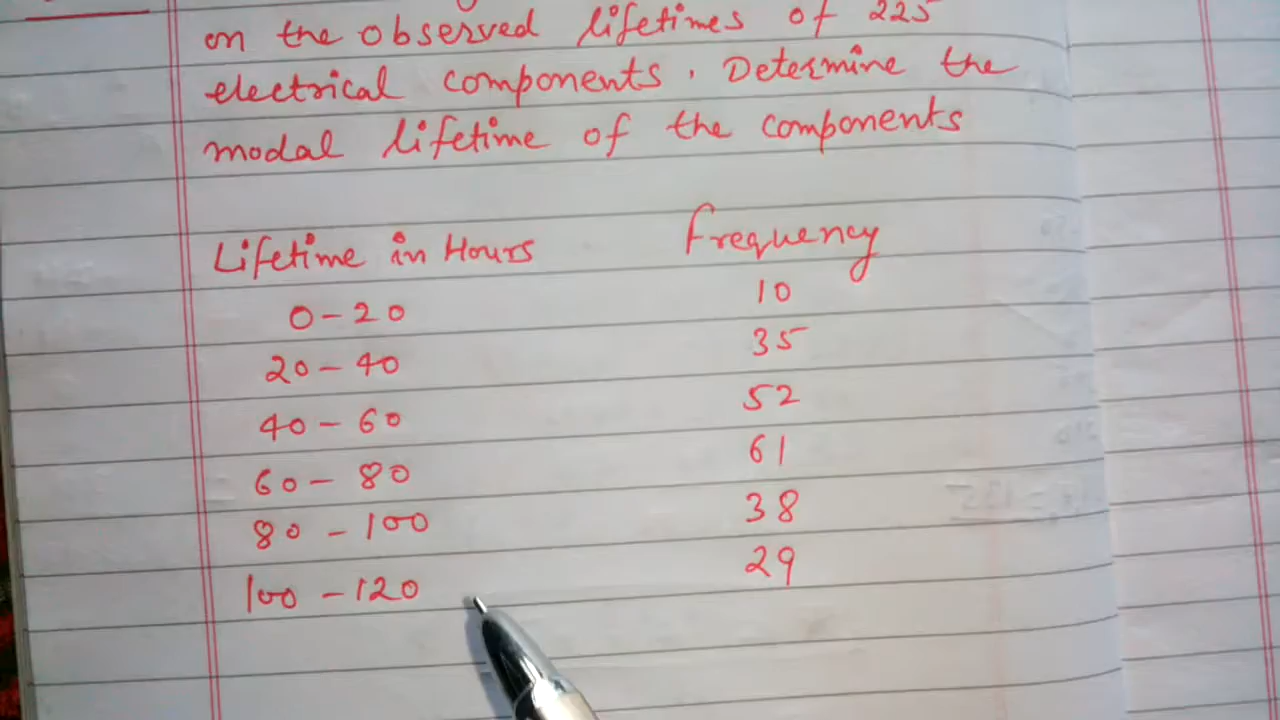 on the observed lifetimes of 225
electrical components. Determine the
modal lifetime of the components
Lifetime in Hours Frequency
0-20 10
20-40 35
40-60 52
60-80 61
80-100 38
100-120 29